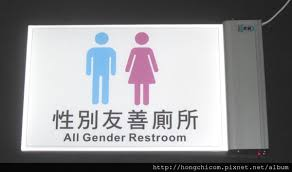 性別友善廁所
All Gender Restroom
http://hongchicom.pixnet.net/album